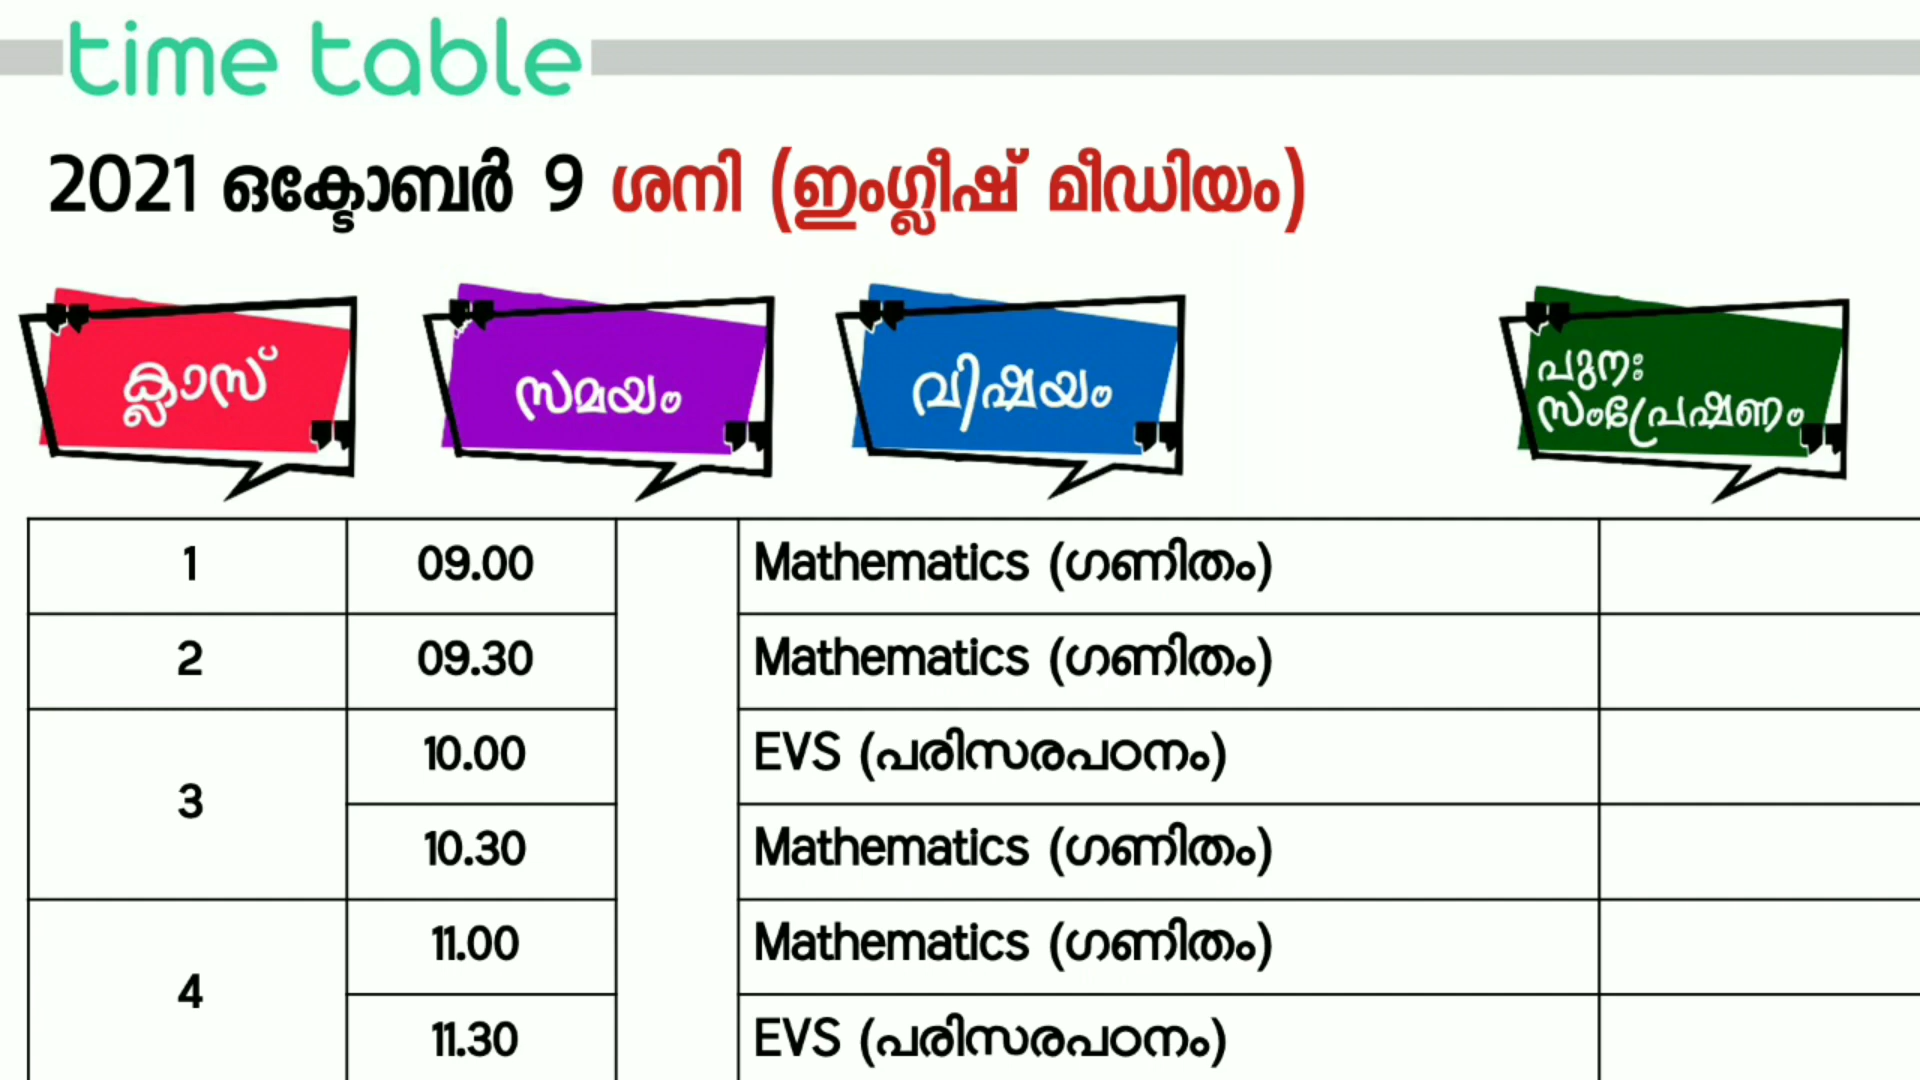 time table
2021 ഒക്ടോബർ 9 ശനി (ഇംഗ്ലീഷ് മീഡിയം)
ക്ലാസ് സമയം വിഷയം പുനഃ
സംപ്രേഷണം
1 09.00 Mathematics (ഗണിതം)
2 09.30 Mathematics (ഗണിതം)
3 10.00 EVS (പരിസരപഠനം)
10.30 Mathematics (ഗണിതം)
4 11.00 Mathematics (ഗണിതം)
11.30 EVS (പരിസരപഠനം)